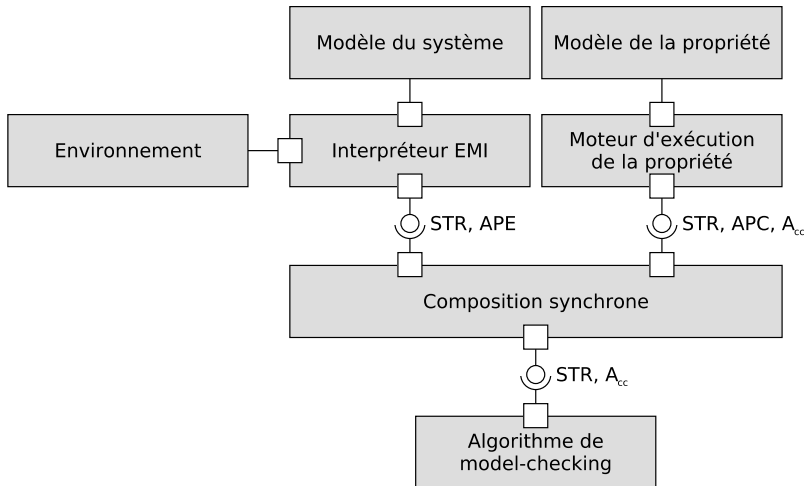 Modèle du système
Modèle de la propriété
Environnement
Interpréteur EMI
Moteur d'exécution
de la propriété
STR, APE
STR, APC, Acc
Composition synchrone
STR, Acc
Algorithme de
model-checking